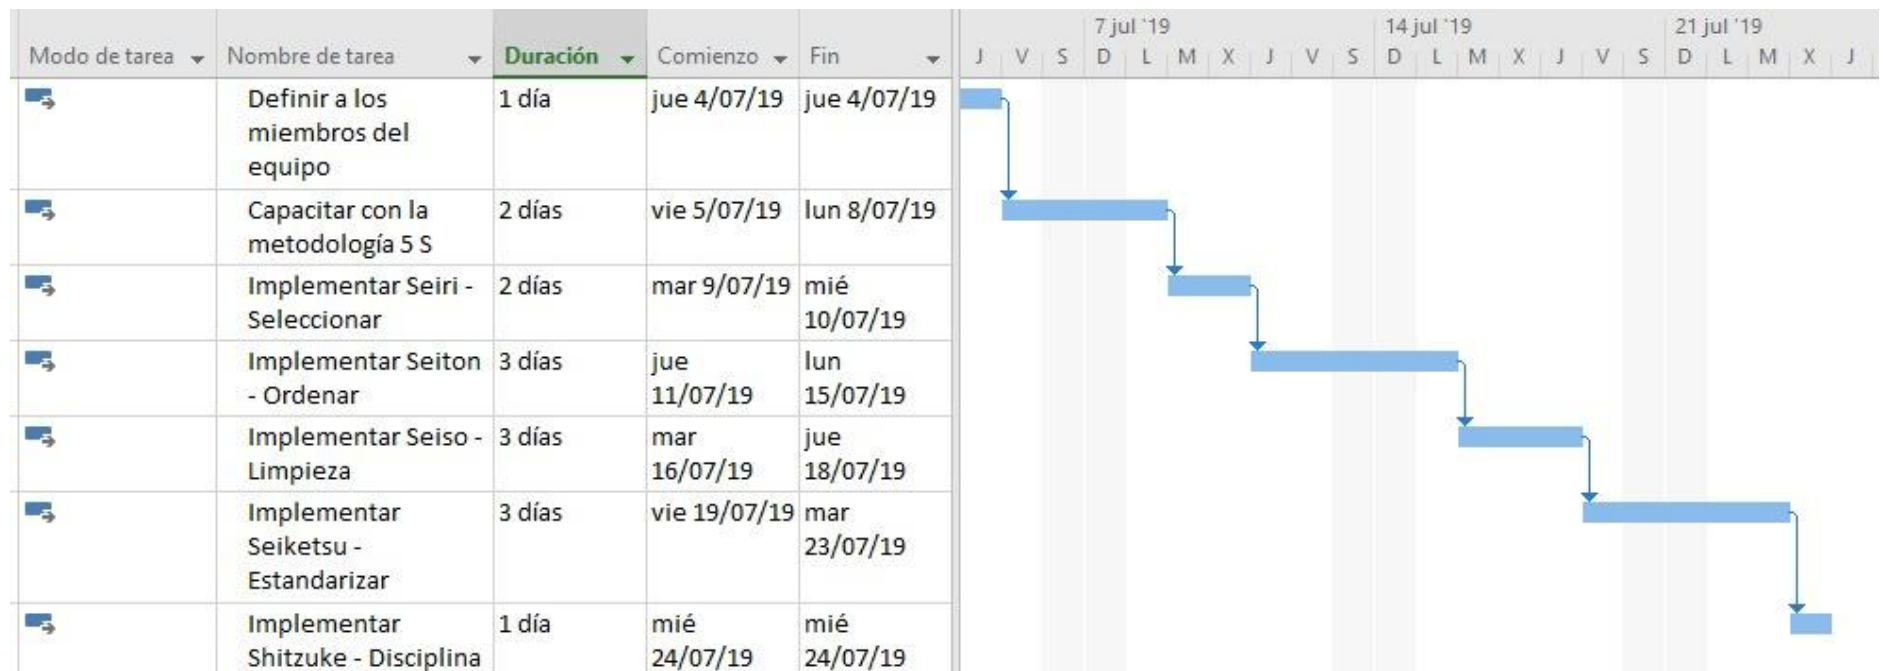 7 jul '19 14 jul '19 21 jul '19
Modo de tarea Nombre de tarea Duración Comienzo Fin J V S D L M X J V S D L M X J V S D L M X J
Definir a los 1 día jue 4/07/19 jue 4/07/19
miembros del
equipo
Capacitar con la 2 días vie 5/07/19 lun 8/07/19
metodología 5 S
Implementar Seiri - 2 días mar 9/07/19 mié
Seleccionar 10/07/19
Implementar Seiton 3 días jue lun
- Ordenar 11/07/19 15/07/19
Implementar Seiso - 3 días mar jue
Limpieza 16/07/19 18/07/19
Implementar 3 días vie 19/07/19 mar
Seiketsu - 23/07/19
Estandarizar
Implementar 1 día mié mié
Shitzuke - Disciplina 24/07/19 24/07/19